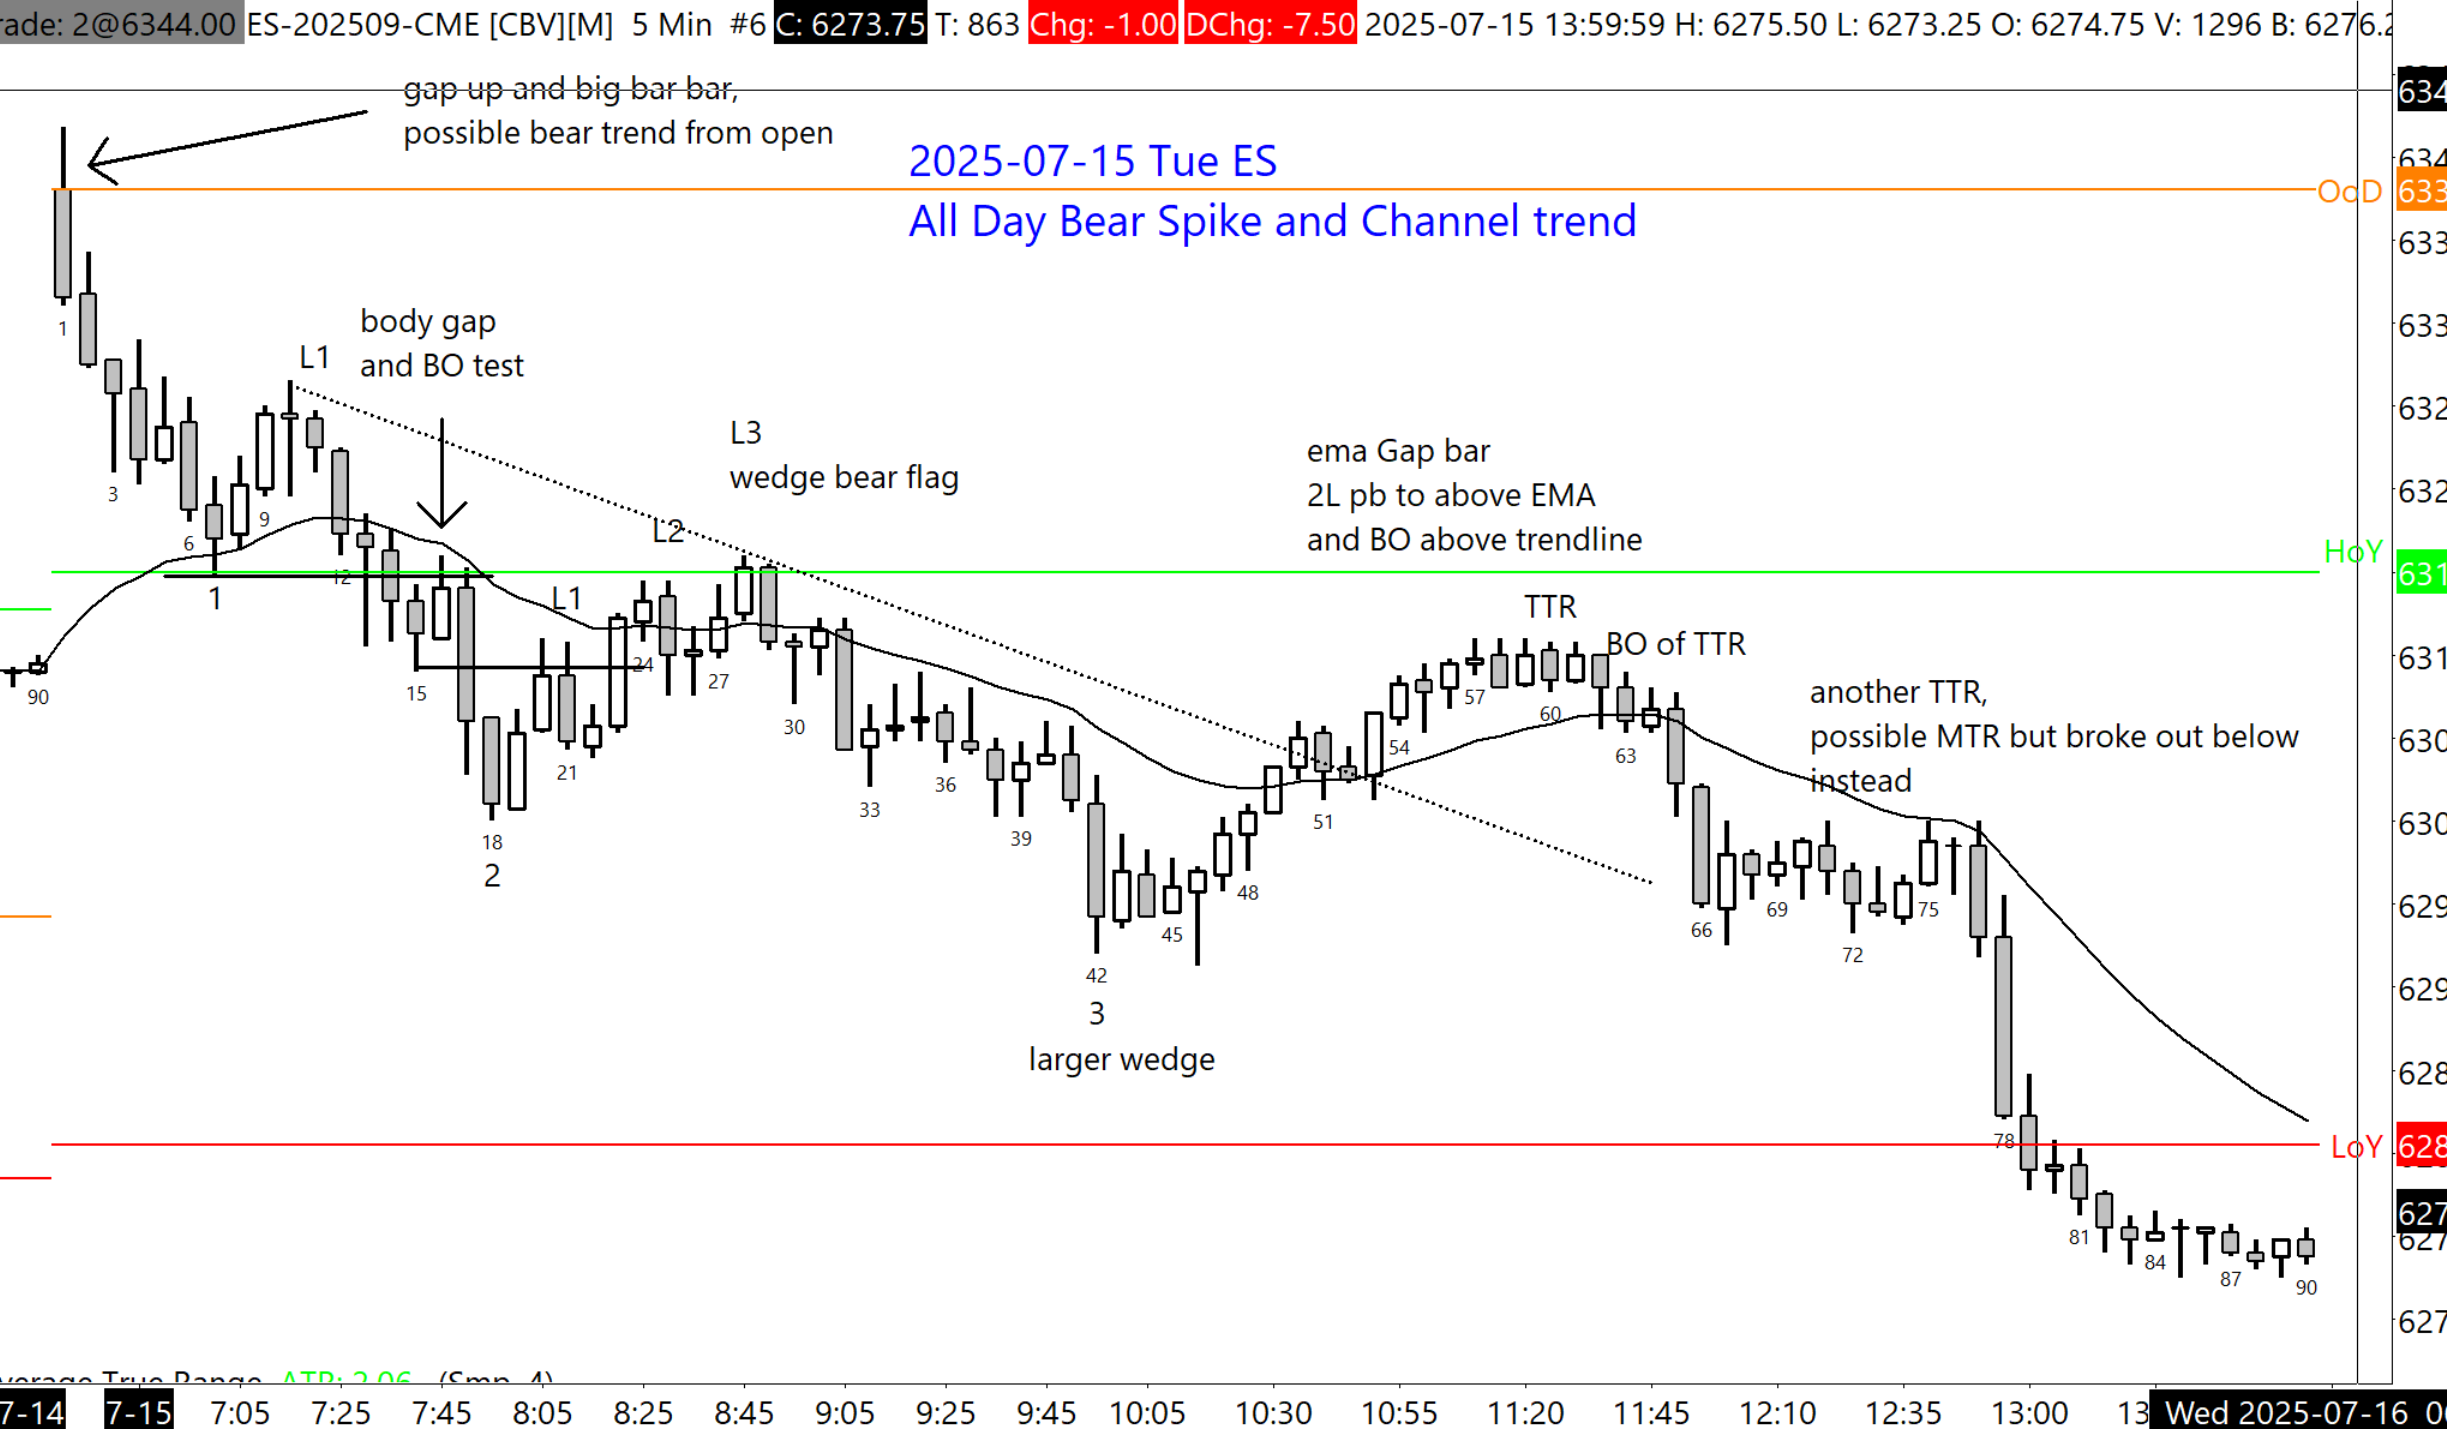 rade: 2@6344.00 ES-202509-CME [CBV][M] 5 Min #6 C: 6273.75 T: 863 Chg: -1.00 DChg: -7.50 2025-07-15 13:59:59 H: 6275.50 L: 6273.25 O: 6274.75 V: 1296 B: 6276.2
gap up and big bar bar,
possible bear trend from open
2025-07-15 Tue ES
All Day Bear Spike and Channel trend
634
634
OoD 633
633
633
632
632
HoY 631
631
630
630
629
629
628
LoY 628
627
627
627
body gap
and BO test
L1
L3
wedge bear flag
L2
L1
ema Gap bar
2L pb to above EMA
and BO above trendline
TTR
BO of TTR
another TTR,
possible MTR but broke out below
instead
1
2
3
larger wedge
90
1
3
6
9
12
15
18
21
24
27
30
33
36
39
42
45
48
51
54
57
60
63
66
69
72
75
78
81
84
87
90
verage True Range ATR: 2.06 (Smp, 4)
7-14 7-15 7:05 7:25 7:45 8:05 8:25 8:45 9:05 9:25 9:45 10:05 10:30 10:55 11:20 11:45 12:10 12:35 13:00 13 Wed 2025-07-16